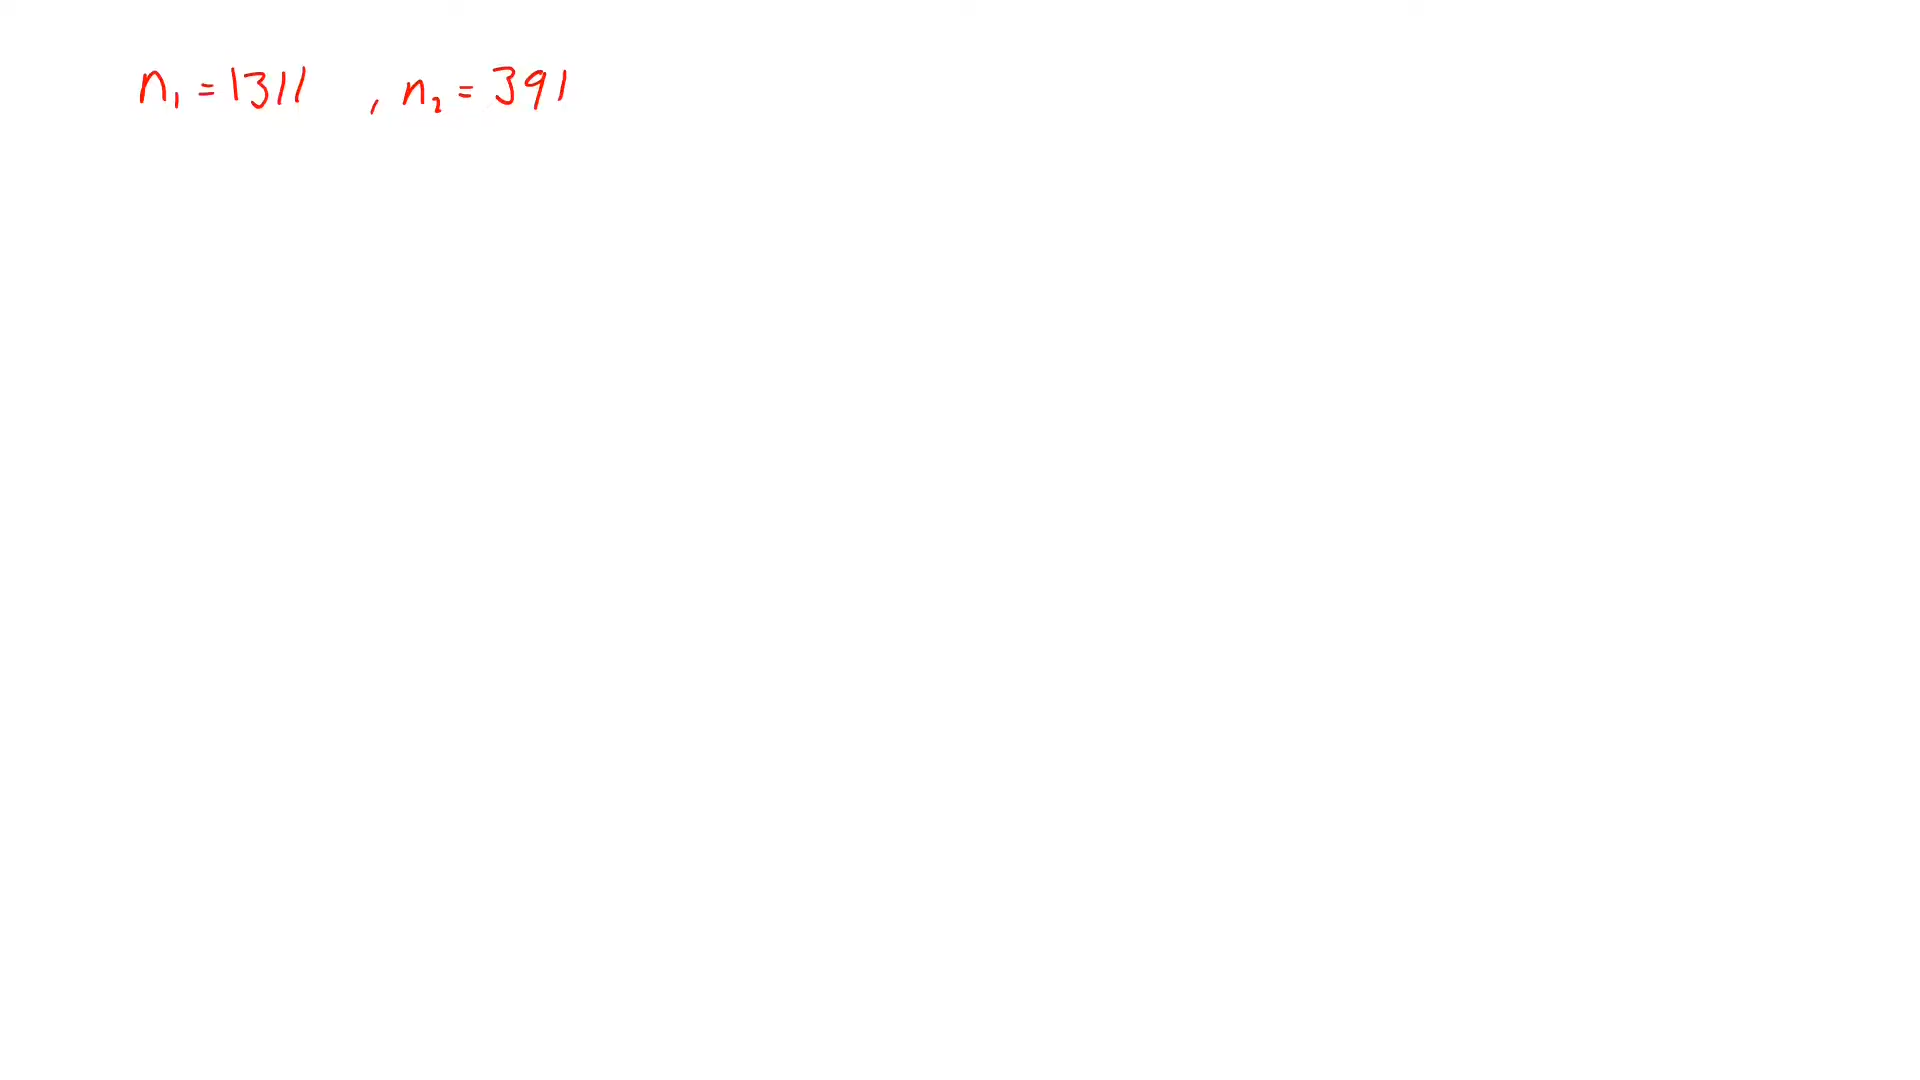 n₁ = 1311 , n₂ = 391